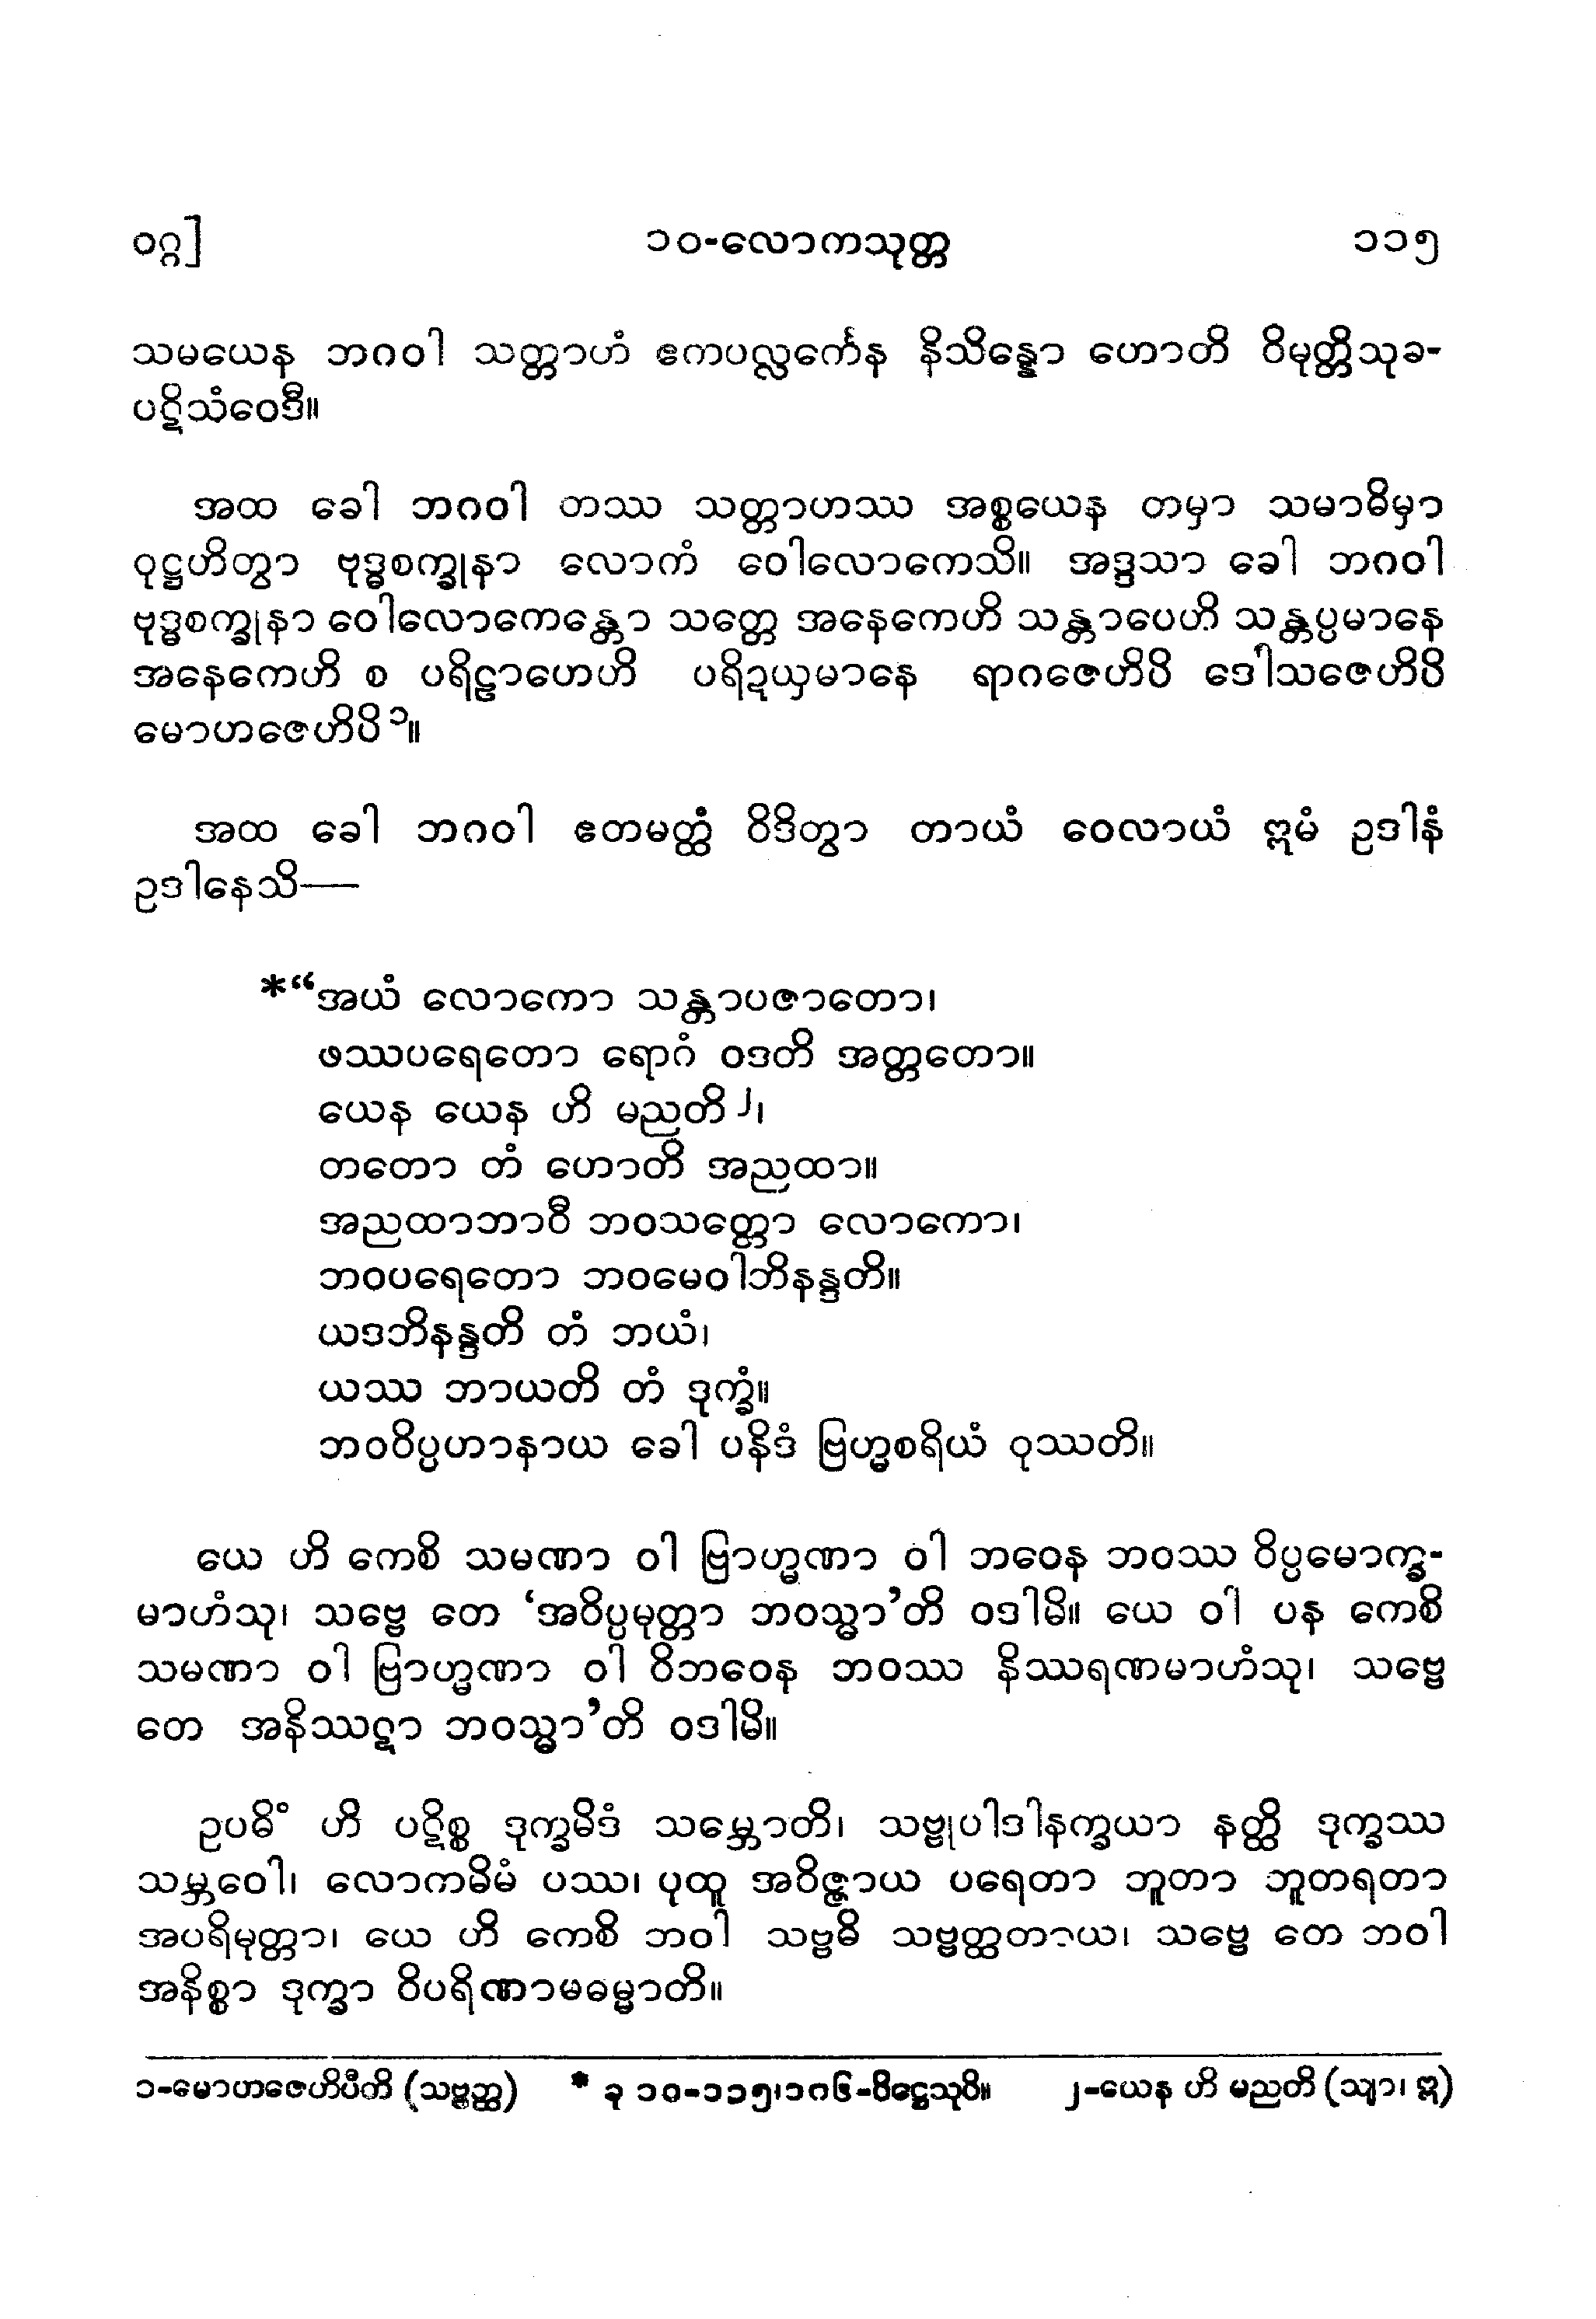 ဝဂ္ဂ] ၁၀-လောကသုတ္တ ၁၁၅
သမယေန ဘဂဝါ သတ္တာဟံ ဧကပလ္လင်္ကေန နိသိန္နော ဟောတိ ဝိမုတ္တိသုခ-
ပဋိသံဝေဒီ။
အထ ခေါ ဘဂဝါ တဿ သတ္တာဟဿ အစ္စယေန တမှာ သမာဓိမှာ
ဝုဋ္ဌဟိတွာ ဗုဒ္ဓစက္ခုနာ လောကံ ဝေါလောကေသိ။ အဒ္ဒသာ ခေါ ဘဂဝါ
ဗုဒ္ဓစက္ခုနာ ဝေါလောကေန္တော သတ္တေ အနေကေဟိ သန္တာပေဟိ သန္တပ္ပမာနေ
အနေကေဟိ စ ပရိဠာဟေဟိ ပရိဍယှမာနေ ရာဂဇေဟိပိ ဒေါသဇေဟိပိ
မောဟဇေဟိပိ ၁။
အထ ခေါ ဘဂဝါ ဧတမတ္ထံ ဝိဒိတွာ တာယံ ဝေလာယံ ဣမံ ဥဒါနံ
ဥဒါနေသိ—
*“အယံ လောကော သန္တာပဇာတော၊
ဖဿပရေတော ရောဂံ ဝဒတိ အတ္တတော။
ယေန ယေန ဟိ မညတိ ၂၊
တတော တံ ဟောတိ အညထာ။
အညထာဘာဝီ ဘဝသတ္တော လောကော၊
ဘဝပရေတော ဘဝမေဝါဘိနန္ဒတိ။
ယဒဘိနန္ဒတိ တံ ဘယံ၊
ယဿ ဘာယတိ တံ ဒုက္ခံ။
ဘဝဝိပ္ပဟာနာယ ခေါ ပနိဒံ ဗြဟ္မစရိယံ ဝုဿတိ။
ယေ ဟိ ကေစိ သမဏာ ဝါ ဗြာဟ္မဏာ ဝါ ဘဝေန ဘဝဿ ဝိပ္ပမောက္ခ-
မာဟံသု၊ သဗ္ဗေ တေ ‘အဝိပ္ပမုတ္တာ ဘဝသ္မာ’တိ ဝဒါမိ။ ယေ ဝါ ပန ကေစိ
သမဏာ ဝါ ဗြာဟ္မဏာ ဝါ ဝိဘဝေန ဘဝဿ နိဿရဏမာဟံသု၊ သဗ္ဗေ
တေ အနိဿဋာ ဘဝသ္မာ’တိ ဝဒါမိ။
ဥပဓိံ ဟိ ပဋိစ္စ ဒုက္ခမိဒံ သမ္ဘောတိ၊ သဗ္ဗုပါဒါနက္ခယာ နတ္ထိ ဒုက္ခဿ
သမ္ဘဝေါ၊ လောကမိမံ ပဿ၊ ပုထူ အဝိဇ္ဇာယ ပရေတာ ဘူတာ ဘူတရတာ
အပရိမုတ္တာ၊ ယေ ဟိ ကေစိ ဘဝါ သဗ္ဗဓိ သဗ္ဗတ္ထတာယ၊ သဗ္ဗေ တေ ဘဝါ
အနိစ္စာ ဒုက္ခာ ဝိပရိဏာမဓမ္မာတိ။
၁-မောဟဇေဟိပီတိ (သဗ္ဗတ္ထ) * ခု ၁၀-၁၁၅၊၁၈၆-ပိဋ္ဌေသုပိ။ ၂-ယေန ဟိ မညတိ (သျာ၊ ဣ)